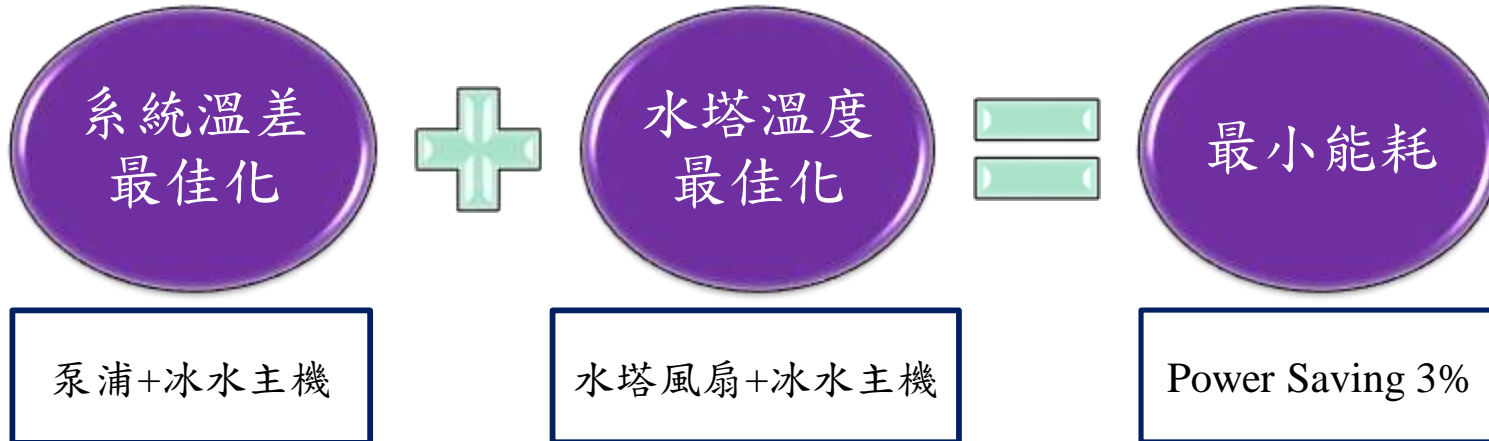 系統溫差
最佳化
水塔溫度
最佳化
最小能耗
泵浦+冰水主機
水塔風扇+冰水主機
Power Saving 3%